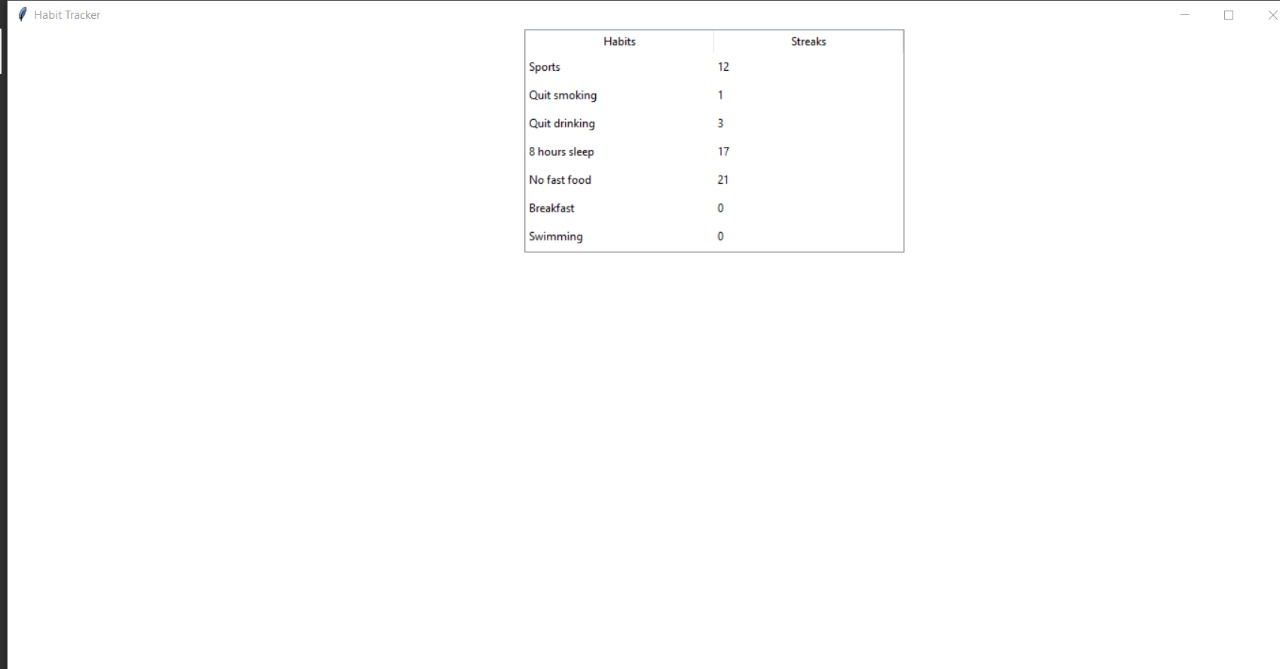 Habit Tracker
Habits Streaks
Sports 12
Quit smoking 1
Quit drinking 3
8 hours sleep 17
No fast food 21
Breakfast 0
Swimming 0